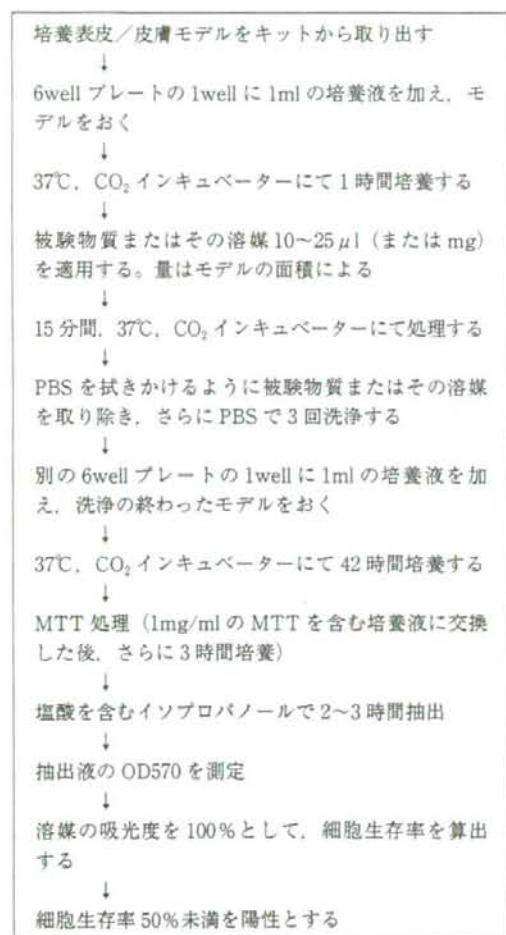 培養表皮／皮膚モデルをキットから取り出す
↓
6well プレートの 1well に 1ml の培養液を加え，モ
デルをおく
↓
37℃，CO₂ インキュベーターにて 1 時間培養する
↓
被験物質またはその溶媒 10〜25μl（または mg）
を適用する。量はモデルの面積による
↓
15 分間，37℃，CO₂ インキュベーターにて処理する
↓
PBS を拭きかけるように被験物質またはその溶媒
を取り除き，さらに PBS で 3 回洗浄する
↓
別の 6well プレートの 1well に 1ml の培養液を加
え，洗浄の終わったモデルをおく
↓
37℃，CO₂ インキュベーターにて 42 時間培養する
↓
MTT 処理（1mg/ml の MTT を含む培養液に交換
した後，さらに 3 時間培養）
↓
塩酸を含むイソプロパノールで 2〜3 時間抽出
↓
抽出液の OD570 を測定
↓
溶媒の吸光度を 100％として，細胞生存率を算出
する
↓
細胞生存率 50％未満を陽性とする